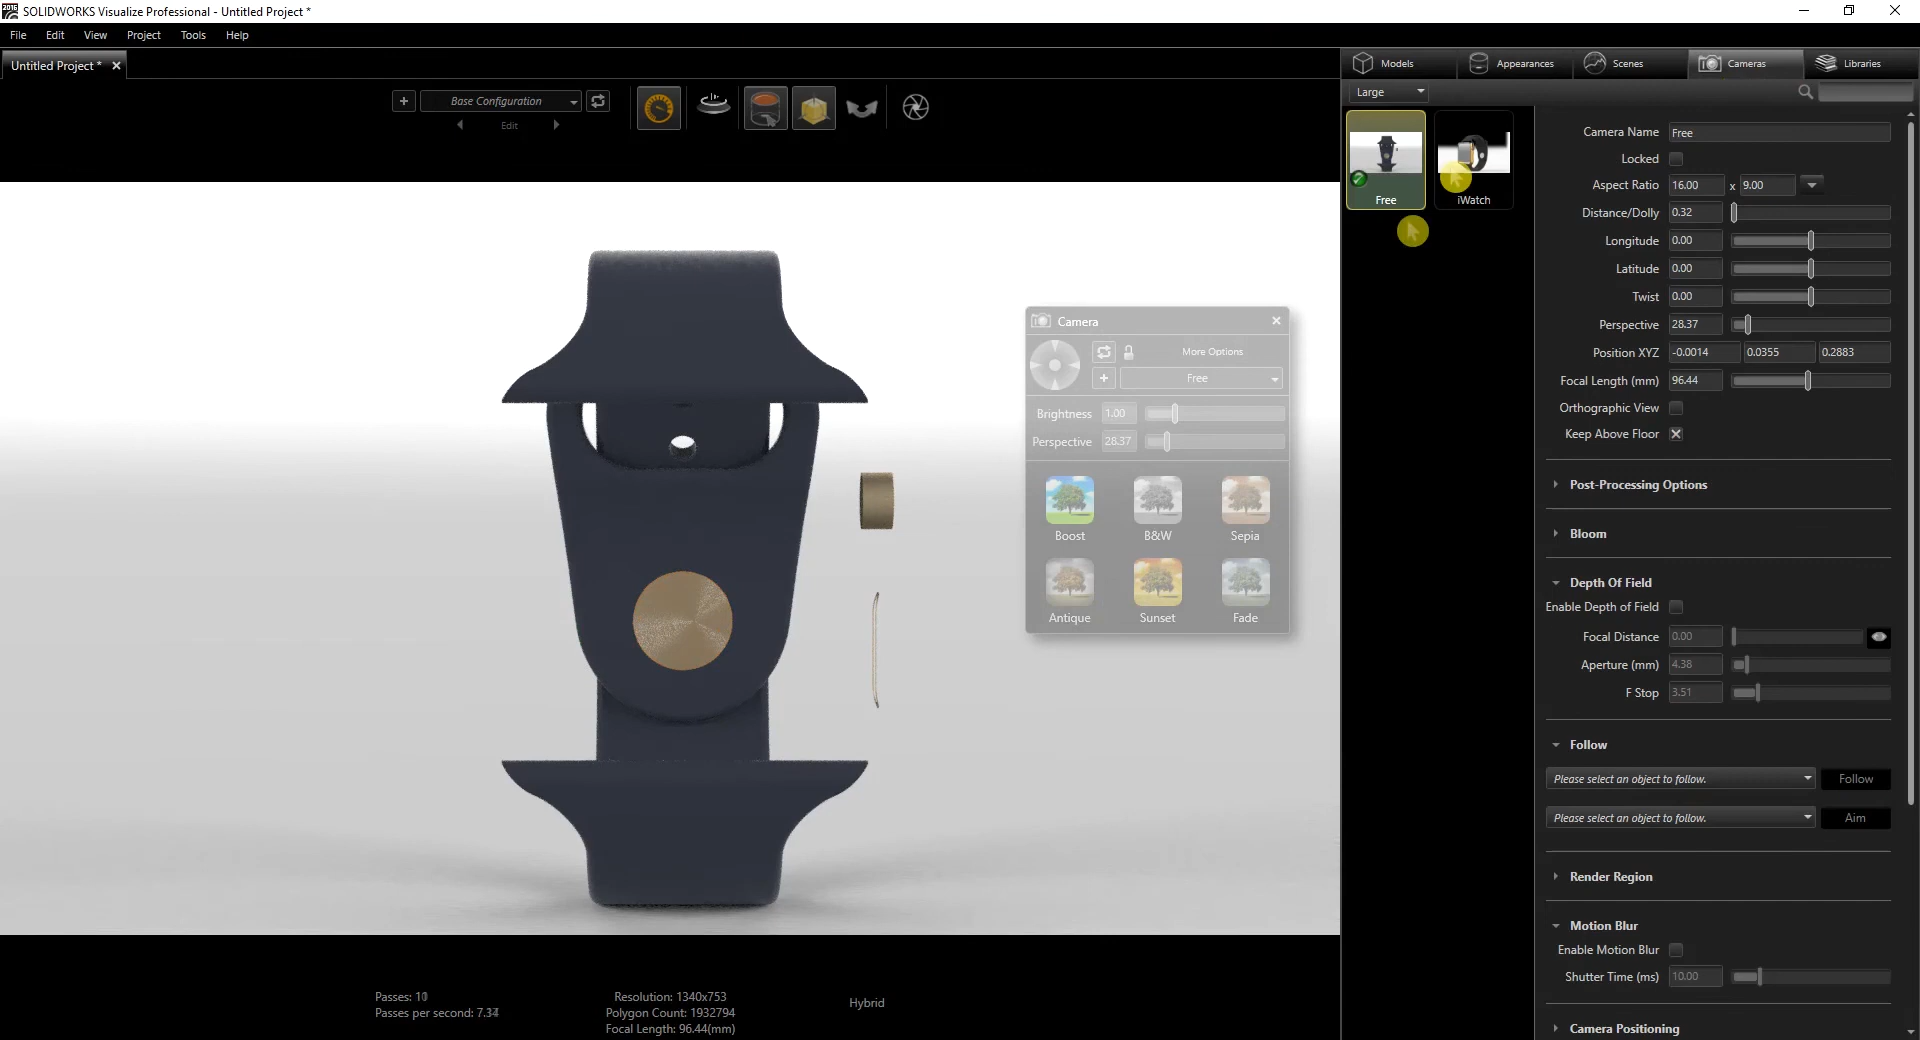 2016
SOLIDWORKS Visualize Professional - Untitled Project *
File Edit View Project Tools Help
Untitled Project *
Base Configuration
Edit
Models Appearances Scenes Cameras Libraries
Large
Free
iWatch
Camera Name Free
Locked
Aspect Ratio 16.00 x 9.00
Distance/Dolly 0.32
Longitude 0.00
Latitude 0.00
Twist 0.00
Perspective 28.37
Position XYZ -0.0014 0.0355 0.2883
Focal Length (mm) 96.44
Orthographic View
Keep Above Floor
Post-Processing Options
Bloom
Depth Of Field
Enable Depth of Field
Focal Distance 0.00
Aperture (mm) 4.38
F Stop 3.51
Follow
Please select an object to follow. Follow
Please select an object to follow. Aim
Render Region
Motion Blur
Enable Motion Blur
Shutter Time (ms) 10.00
Camera Positioning
Camera
More Options
Free
Brightness 1.00
Perspective 28.37
Boost B&W Sepia
Antique Sunset Fade
Passes:
Passes per second:
Resolution: 1340x753
Polygon Count: 1932794
Focal Length: 96.44(mm)
Hybrid